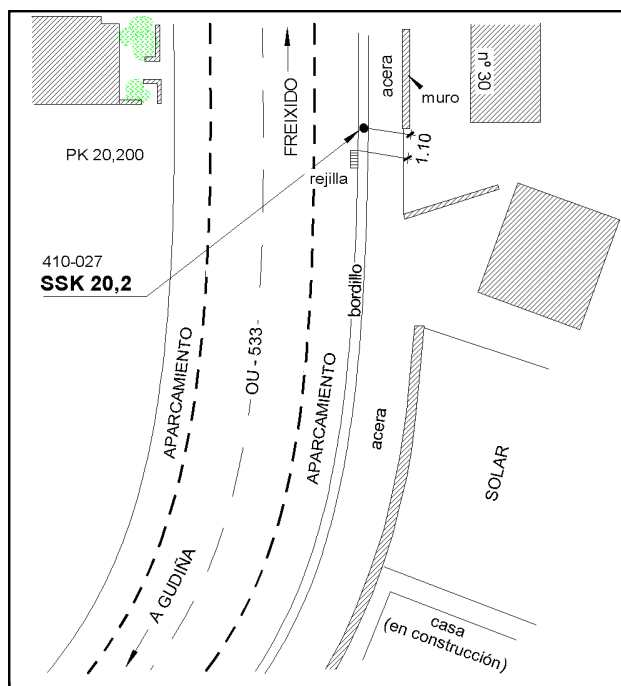 acera
nº 30
muro
FREIXIDO
1.10
PK 20,200
rejilla
410-027
SSK 20,2
bordillo
OU - 533
APARCAMIENTO
APARCAMIENTO
acera
SOLAR
A GUDIÑA
casa
(en construcción)